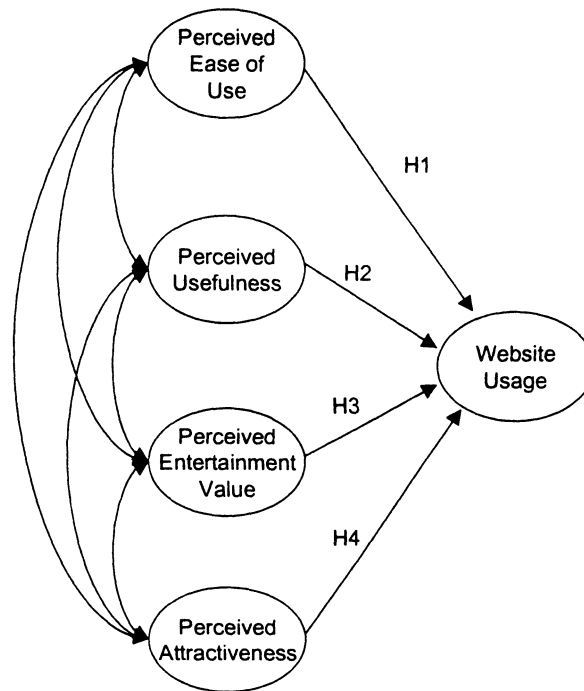 Perceived
Ease of
Use
H1
Perceived
Usefulness
H2
Website
Usage
H3
Perceived
Entertainment
Value
H4
Perceived
Attractiveness